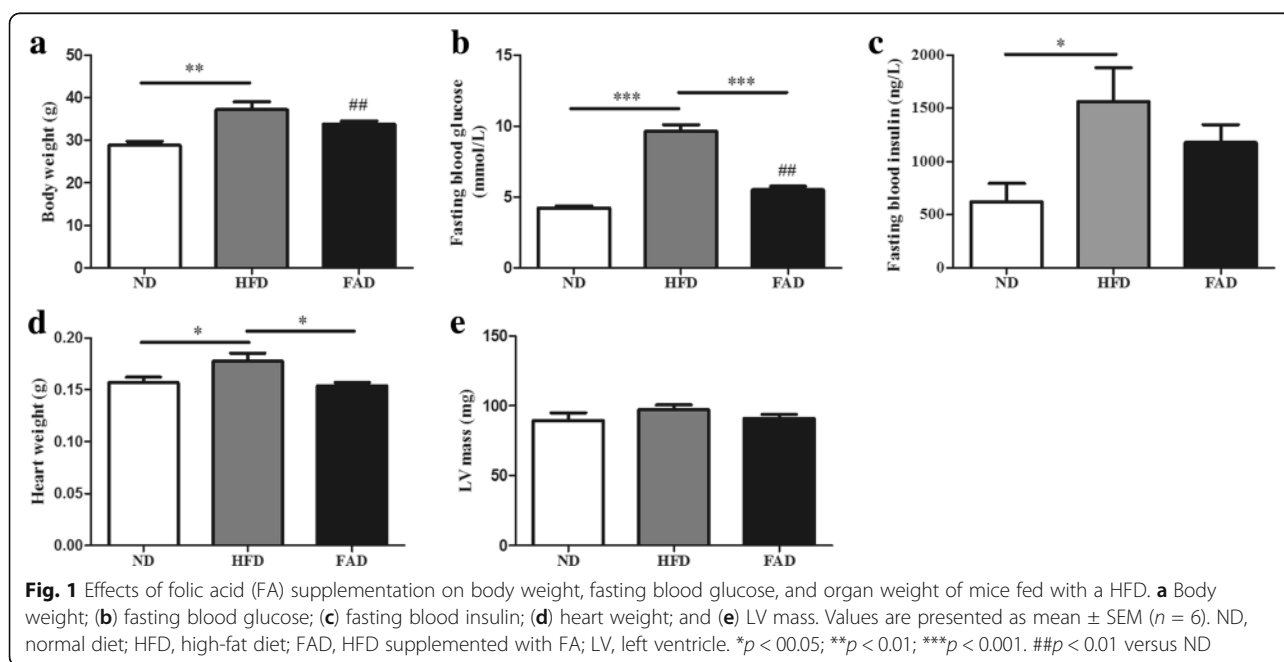 a
Body weight (g)
50
40
30
20
10
0
**
##
ND HFD FAD
b
Fasting blood glucose
(mmol/L)
15
10
5
0
***
***
##
ND HFD FAD
c
Fasting blood insulin (ng/L)
2000
1500
1000
500
0
*
ND HFD FAD
d
Heart weight (g)
0.20
0.15
0.10
0.05
0.00
*
*
ND HFD FAD
e
LV mass (mg)
150
100
50
0
ND HFD FAD
Fig. 1 Effects of folic acid (FA) supplementation on body weight, fasting blood glucose, and organ weight of mice fed with a HFD. a Body
weight; (b) fasting blood glucose; (c) fasting blood insulin; (d) heart weight; and (e) LV mass. Values are presented as mean ± SEM (n = 6). ND,
normal diet; HFD, high-fat diet; FAD, HFD supplemented with FA; LV, left ventricle. *p < 00.05; **p < 0.01; ***p < 0.001. ##p < 0.01 versus ND